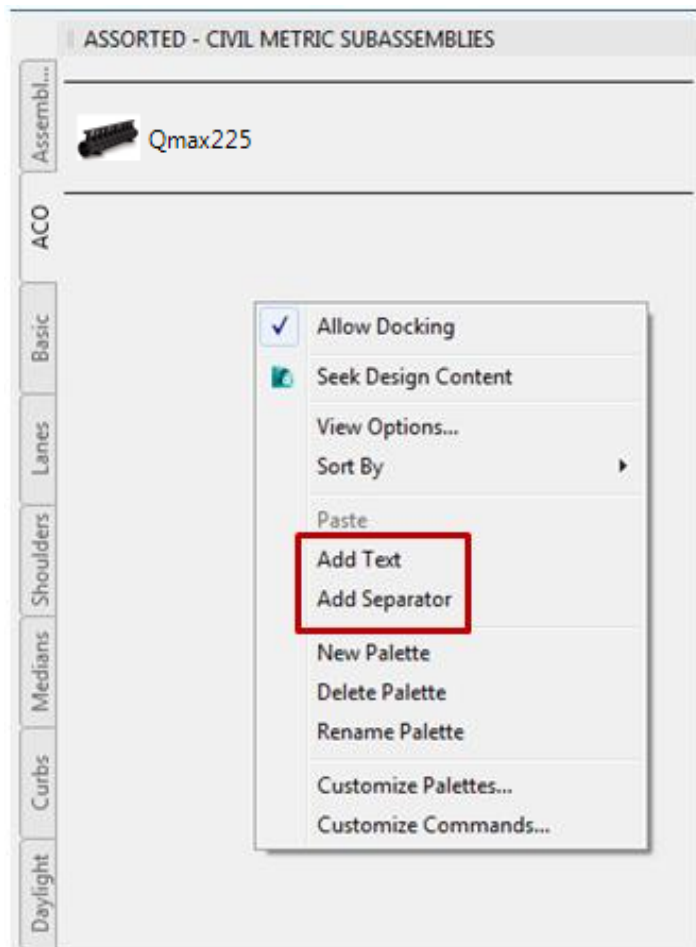 ASSORTED - CIVIL METRIC SUBASSEMBLIES
Assembl...
ACO
Basic
Lanes
Shoulders
Medians
Curbs
Daylight
Qmax225
Allow Docking
Seek Design Content
View Options...
Sort By
Paste
Add Text
Add Separator
New Palette
Delete Palette
Rename Palette
Customize Palettes...
Customize Commands...